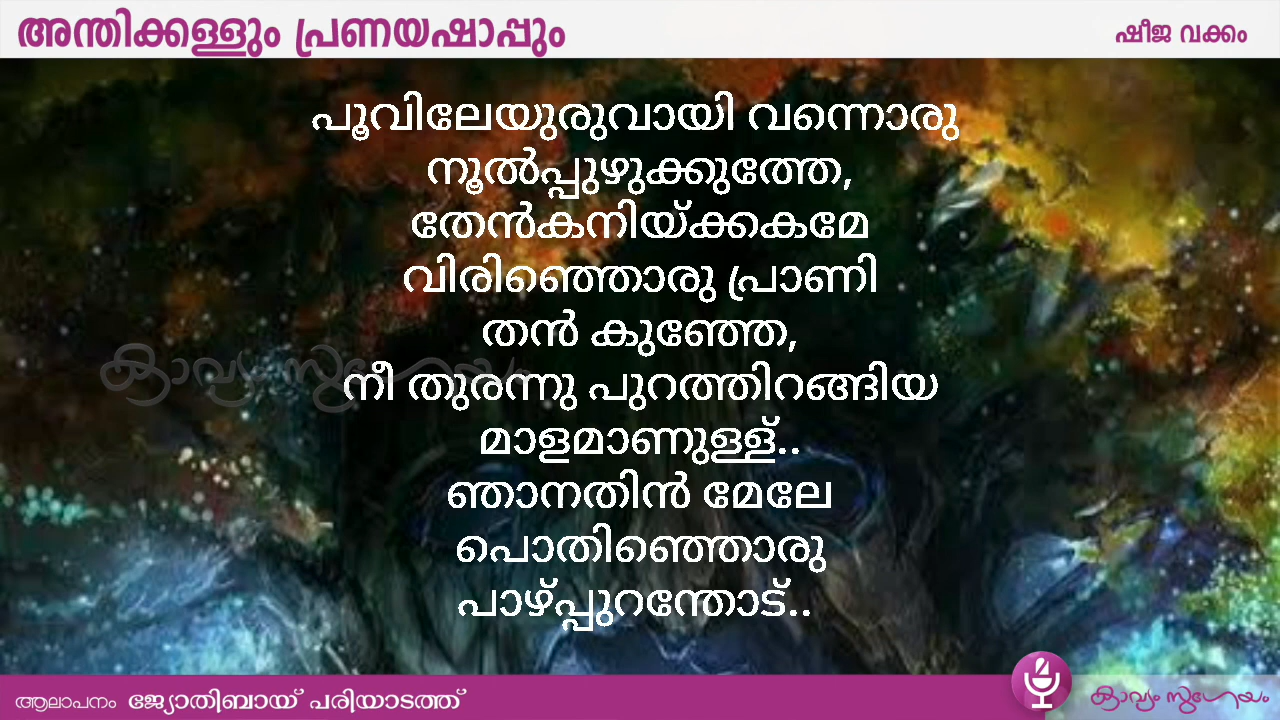 അന്തിക്കള്ളും പ്രണയഷാപ്പും
ഷീജ വക്കം
പൂവിലേയുരുവായി വന്നൊരു
നൂൽപ്പുഴുക്കുത്തേ,
തേൻകനിയ്ക്കകമേ
വിരിഞ്ഞൊരു പ്രാണി
തൻ കുഞ്ഞേ,
കാവ്യം സുഗേയം
നീ തുരന്നു പുറത്തിറങ്ങിയ
മാളമാണുള്ള്..
ഞാനതിൻ മേലേ
പൊതിഞ്ഞൊരു
പാഴ്പ്പുറന്തോട്..
ആലാപനം ജ്യോതിബായ് പരിയാടത്ത്
കാവ്യം സുഗേയം